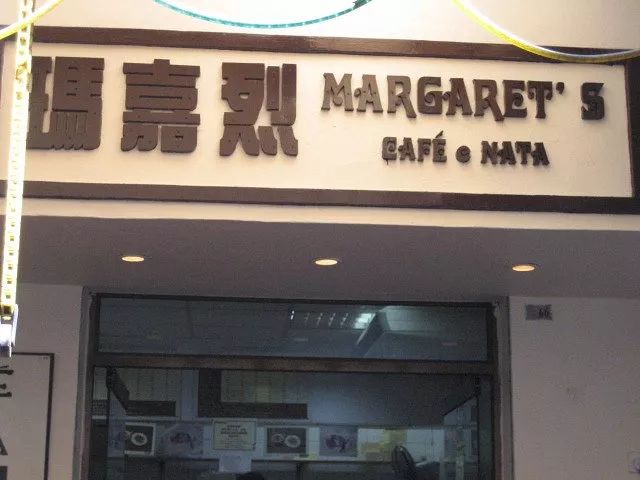 瑪嘉烈 MARGARET'S
CAFÉ e NATA